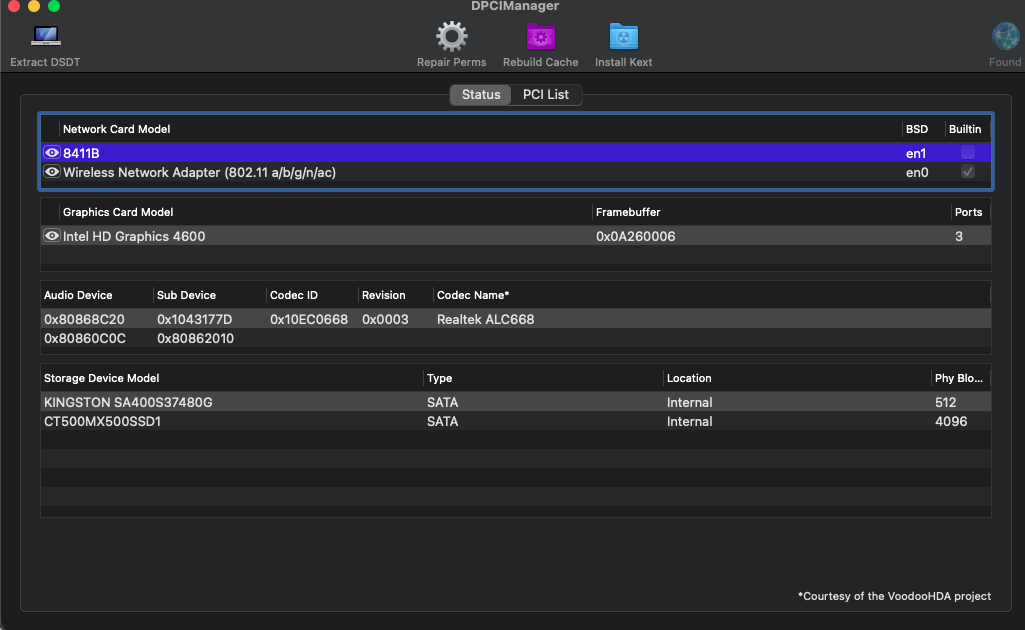 DPCIManager
Extract DSDT Repair Perms Rebuild Cache Install Kext Found
Status PCI List
Network Card Model BSD Builtin
8411B en1
Wireless Network Adapter (802.11 a/b/g/n/ac) en0
Graphics Card Model Framebuffer Ports
Intel HD Graphics 4600 0x0A260006 3
Audio Device Sub Device Codec ID Revision Codec Name*
0x80868C20 0x1043177D 0x10EC0668 0x0003 Realtek ALC668
0x80860C0C 0x80862010
Storage Device Model Type Location Phy Blo...
KINGSTON SA400S37480G SATA Internal 512
CT500MX500SSD1 SATA Internal 4096
*Courtesy of the VoodooHDA project